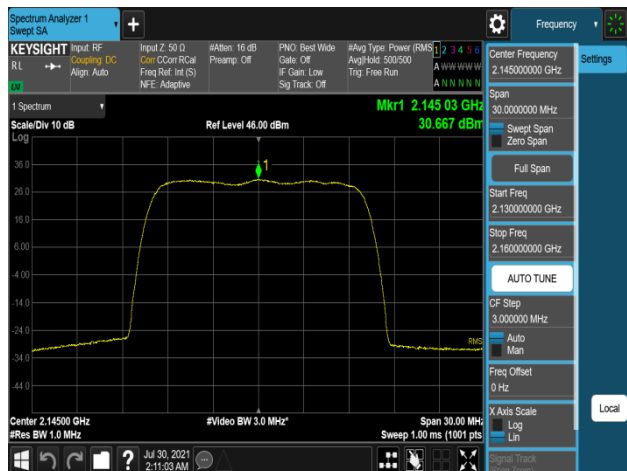 Spectrum Analyzer 1
Swept SA
+
Frequency
KEYSIGHT
RL
LXI
Input: RF
Coupling: DC
Align: Auto
Input Z: 50 Ω
Corr CCorr RCal
Freq Ref: Int (S)
NFE: Adaptive
#Atten: 16 dB
Preamp: Off
PNO: Best Wide
Gate: Off
IF Gain: Low
Sig Track: Off
#Avg Type: Power (RMS
Avg|Hold: 500/500
Trig: Free Run
1 2 3 4 5 6
A W W W W W
A N N N N N
1 Spectrum
Mkr1 2.145 03 GHz
Scale/Div 10 dB
Ref Level 46.00 dBm
30.667 dBm
Log
1
36.0
26.0
16.0
6.00
-4.00
-14.0
-24.0
RMS
-34.0
-44.0
Center 2.14500 GHz
#Video BW 3.0 MHz*
Span 30.00 MHz
#Res BW 1.0 MHz
Sweep 1.00 ms (1001 pts
?
Jul 30, 2021
2:11:03 AM
Center Frequency
2.145000000 GHz
Settings
Span
30.0000000 MHz
Swept Span
Zero Span
Full Span
Start Freq
2.130000000 GHz
Stop Freq
2.160000000 GHz
AUTO TUNE
CF Step
3.000000 MHz
Auto
Man
Freq Offset
0 Hz
X Axis Scale
Log
Lin
Local
Signal Track
(Span Zoom)